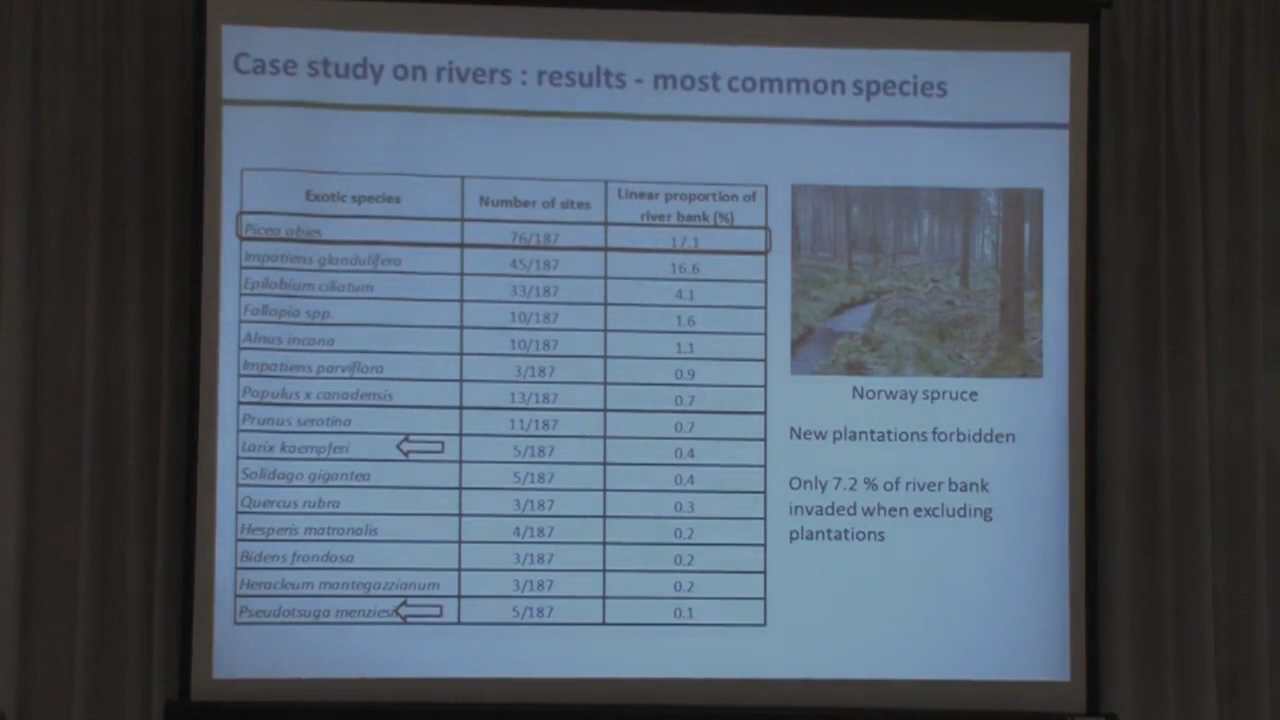 Case study on rivers : results - most common species
Exotic species Number of sites Linear proportion of river bank (%)
Picea abies 76/187 17.1
Impatiens glandulifera 45/187 16.6
Epilobium ciliatum 33/187 4.1
Fallopia spp. 10/187 1.6
Alnus incana 10/187 1.1
Impatiens parviflora 3/187 0.9
Populus x canadensis 13/187 0.7
Prunus serotina 11/187 0.7
Larix kaempferi 5/187 0.4
Solidago gigantea 5/187 0.4
Quercus rubra 3/187 0.3
Hesperis matronalis 4/187 0.2
Bidens frondosa 3/187 0.2
Heracleum mantegazzianum 3/187 0.2
Pseudotsuga 5/187 0.1
Norway spruce
New plantations forbidden
Only 7.2 % of river bank
invaded when excluding
plantations